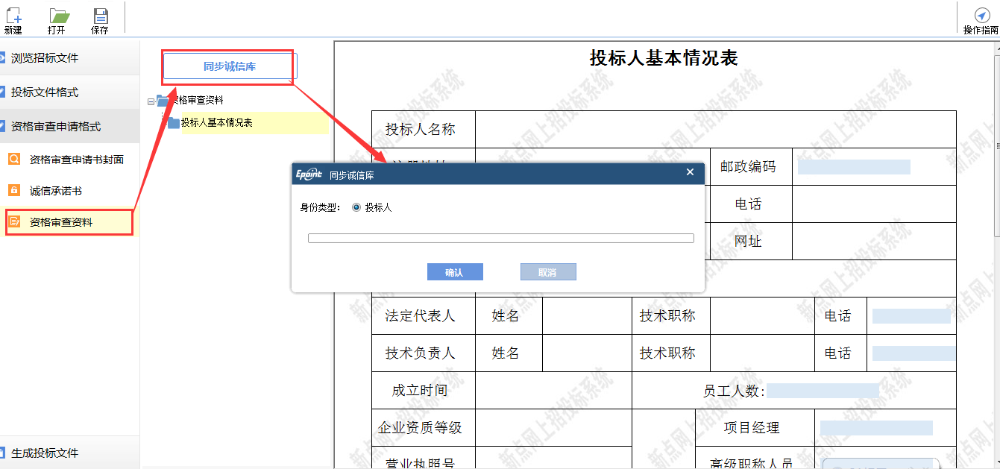 新建 打开 保存 操作指南
浏览招标文件
投标文件格式
资格审查申请格式
资格审查申请书封面
诚信承诺书
资格审查资料
生成投标文件
同步诚信库
资格审查资料
投标人基本情况表
投标人基本情况表
投标人名称
注册地址 邮政编码
电话
网址
法定代表人 姓名 技术职称 电话
技术负责人 姓名 技术职称 电话
成立时间 员工人数:
企业资质等级 项目经理
营业执照号 高级职称人员
Epoint 同步诚信库 ×
身份类型: 投标人
确认 取消
新点网上招投标系统